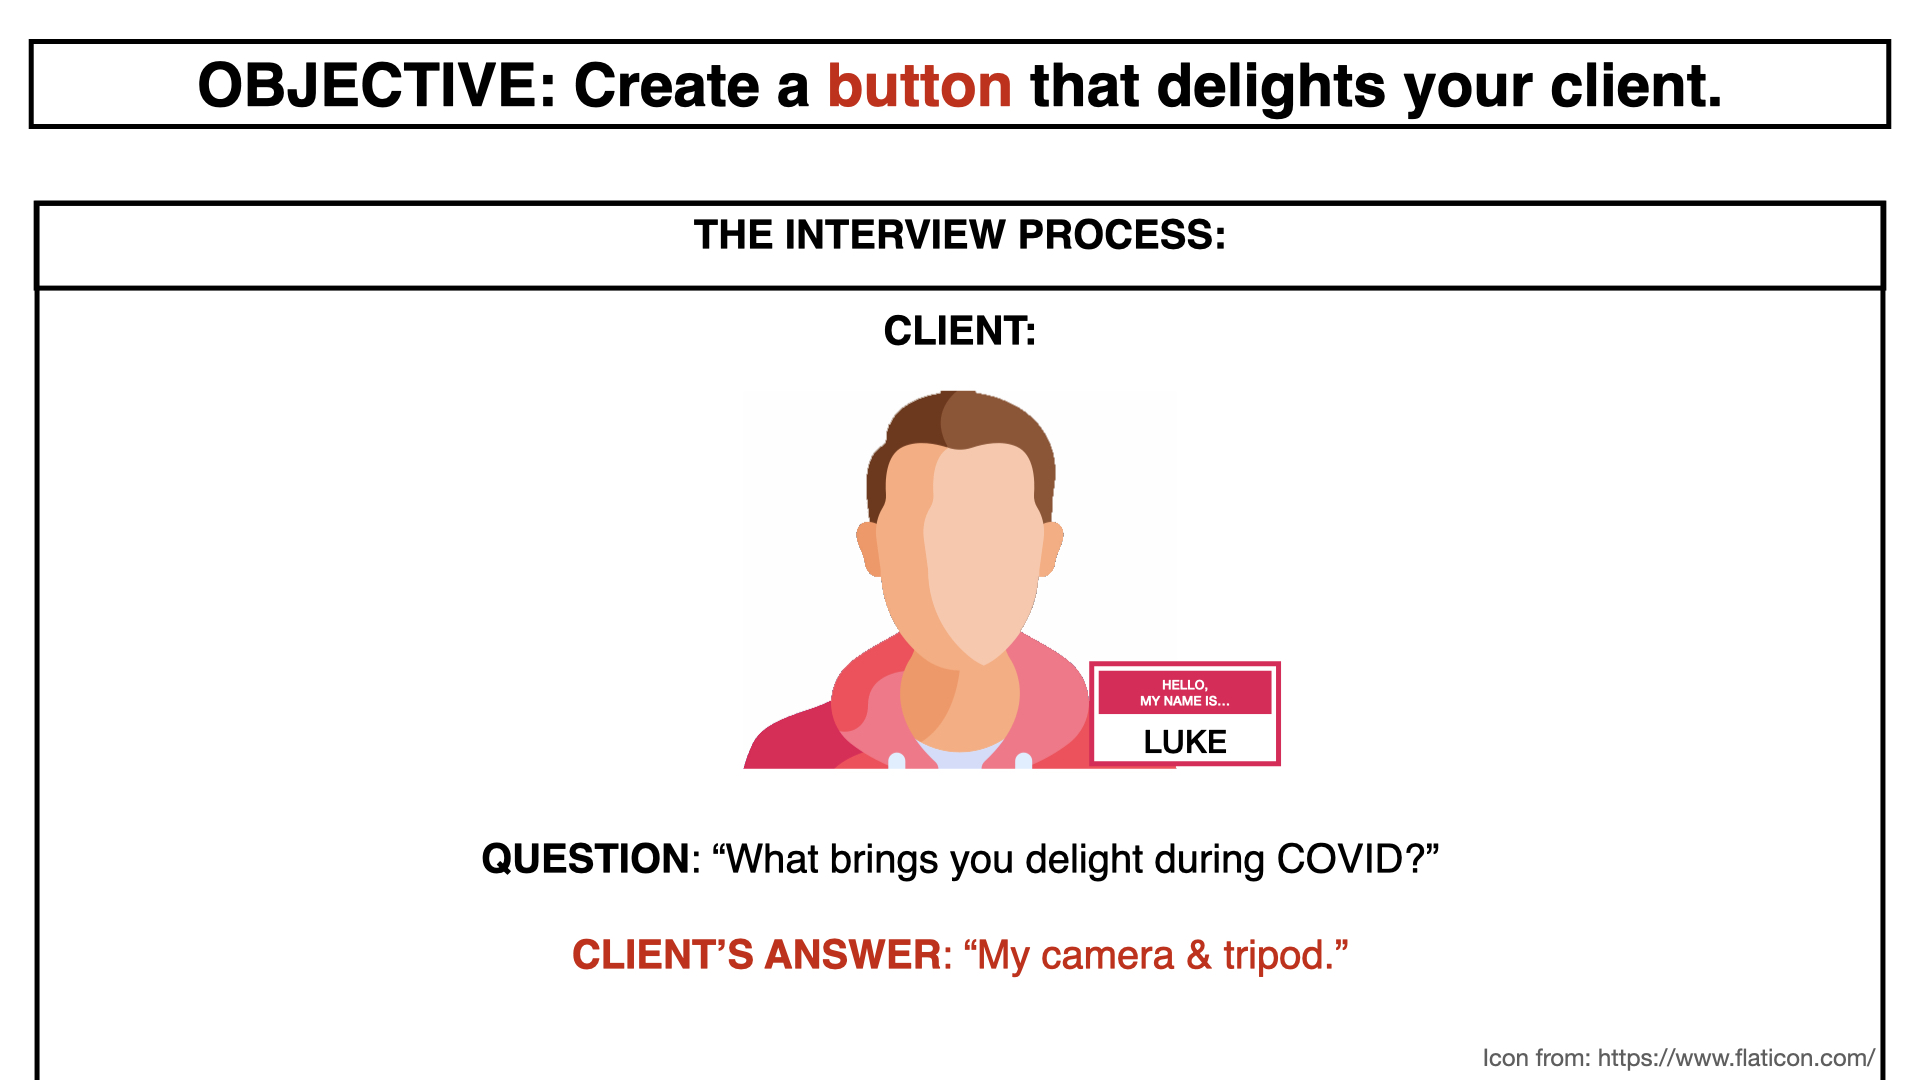 OBJECTIVE: Create a button that delights your client.
THE INTERVIEW PROCESS:
CLIENT:
HELLO,
MY NAME IS...
LUKE
QUESTION: “What brings you delight during COVID?”
CLIENT’S ANSWER: “My camera & tripod.”
Icon from: https://www.flaticon.com/